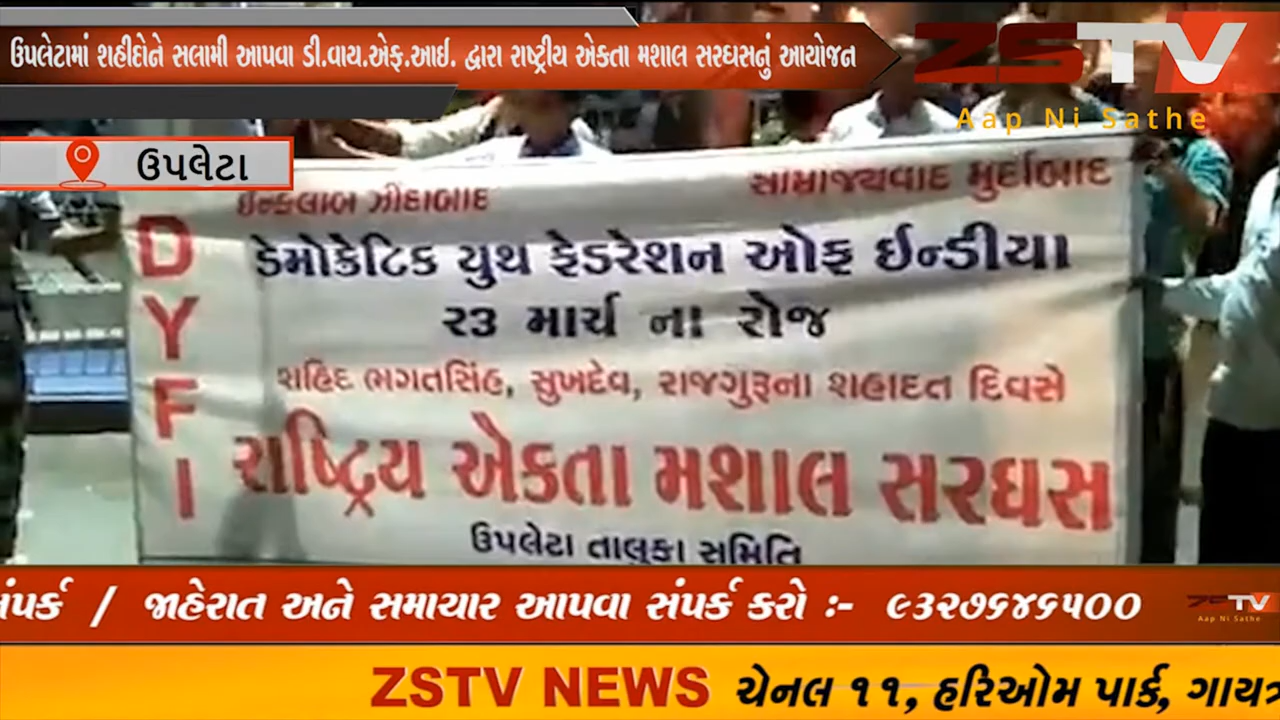 ઉપલેટામાં શહીદોને સલામી આપવા ડી.વાય.એફ.આઇ. દ્વારા રાષ્ટ્રીય એકતા મશાલ સરઘસનું આયોજન
ZSTV
Aap Ni Sathe
ઉપલેટા
ઈન્કલાબ ઝીંદાબાદ
સામ્રાજ્યવાદ મુર્દાબાદ
DYFI
ડેમોકેટિક યુથ ફેડરેશન ઓફ ઈન્ડીયા
૨૩ માર્ચ ના રોજ
શહિદ ભગતસિંહ, સુખદેવ, રાજગુરૂના શહાદત દિવસે
રાષ્ટ્રિય એકતા મશાલ સરઘસ
ઉપલેટા તાલુકા સમિતિ
સંપર્ક / જાહેરાત અને સમાચાર આપવા સંપર્ક કરો :- ૯૩૨૭૬૪૬૫૦૦
ZSTV
Aap Ni Sathe
ZSTV NEWS ચેનલ ૧૧, હરિઓમ પાર્ક, ગાયત્ર